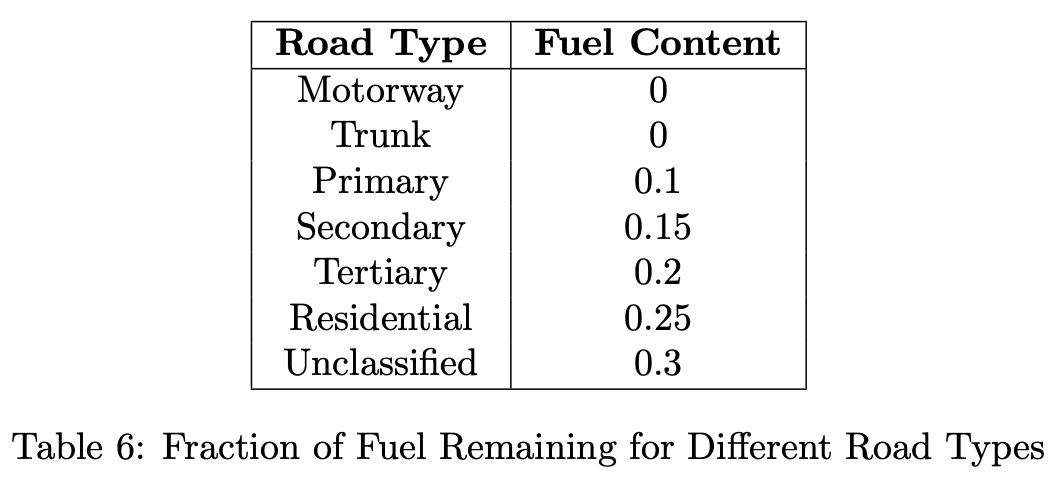 Road Type Fuel Content
Motorway 0
Trunk 0
Primary 0.1
Secondary 0.15
Tertiary 0.2
Residential 0.25
Unclassified 0.3
Table 6: Fraction of Fuel Remaining for Different Road Types